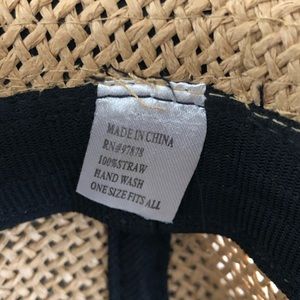 MADE IN CHINA
RN#97878
100%STRAW
HAND WASH
ONE SIZE FITS ALL